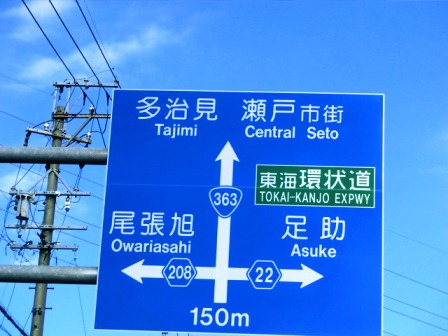 多治見 瀬戸市街
Tajimi Central Seto
363
東海環状道
TOKAI-KANJO EXPWY
尾張旭 足助
Owariasahi Asuke
208 22
150m